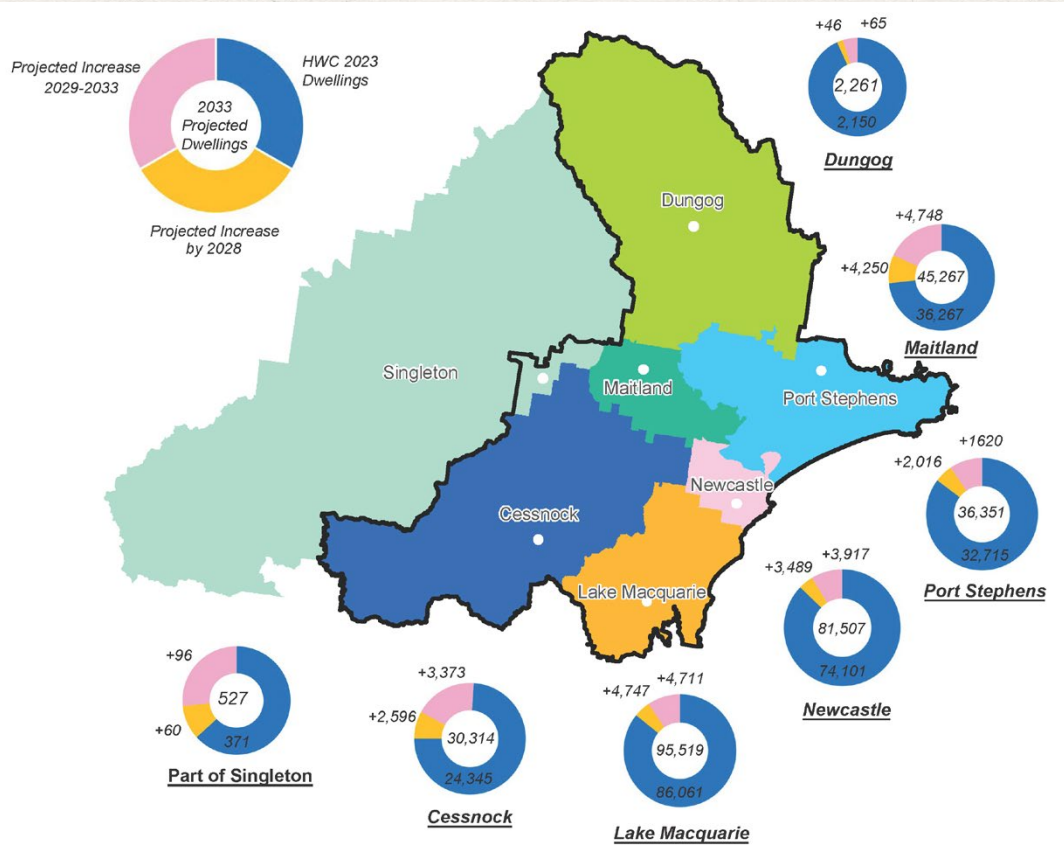 Projected Increase
2029-2033
HWC 2023
Dwellings
2033
Projected
Dwellings
Projected Increase
by 2028
+46
+65
2,261
2,150
Dungog
Dungog
+4,748
+4,250
45,267
36,267
Maitland
Singleton
Maitland
Port Stephens
+1620
+2,016
36,351
32,715
Port Stephens
Newcastle
Cessnock
+3,917
+3,489
81,507
74,101
Newcastle
Lake Macquarie
+96
527
+60
371
Part of Singleton
+3,373
+2,596
30,314
24,345
Cessnock
+4,747
+4,711
95,519
86,061
Lake Macquarie